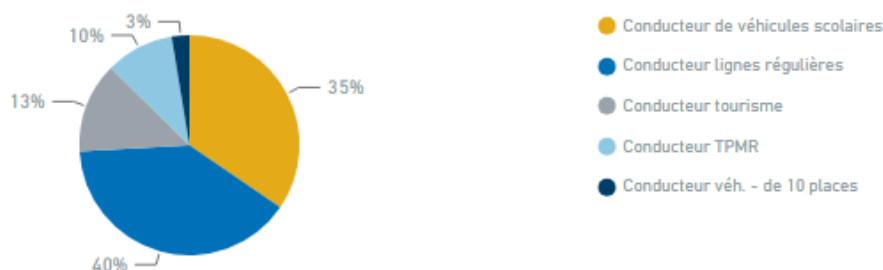 3%
10%
13%
35%
40%
Conducteur de véhicules scolaires
Conducteur lignes régulières
Conducteur tourisme
Conducteur TPMR
Conducteur véh. - de 10 places